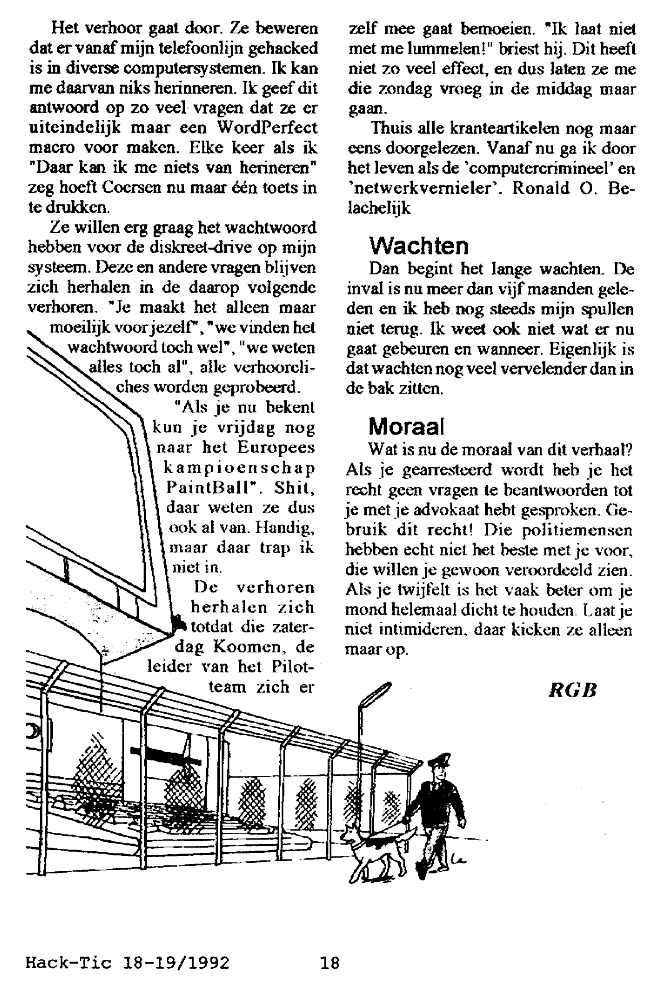 Het verhoor gaat door. Ze beweren
dat er vanaf mijn telefoonlijn gehacked
is in diverse computersystemen. Ik kan
me daarvan niks herinneren. Ik geef dit
antwoord op zo veel vragen dat ze er
uiteindelijk maar een WordPerfect
macro voor maken. Elke keer als ik
"Daar kan ik me niets van herineren"
zeg hoeft Coersen nu maar één toets in
te drukken.
Ze willen erg graag het wachtwoord
hebben voor de diskreet-drive op mijn
systeem. Deze en andere vragen blijven
zich herhalen in de daarop volgende
verhoren. "Je maakt het alleen maar
moeilijk voor jezelf", "we vinden het
wachtwoord toch wel", "we weten
alles toch al", alle verhoorcli-
ches worden geprobeerd.
"Als je nu bekent
kun je vrijdag nog
naar het Europees
kampioenschap
PaintBall". Shit,
daar weten ze dus
ook al van. Handig,
maar daar trap ik
niet in.
De verhoren
herhalen zich
totdat die zater-
dag Koomen, de
leider van het Pilot-
team zich er
zelf mee gaat bemoeien. "Ik laat niet
met me lummelen!" briest hij. Dit heeft
niet zo veel effect, en dus laten ze me
die zondag vroeg in de middag maar
gaan.
Thuis alle kranteartikelen nog maar
eens doorgelezen. Vanaf nu ga ik door
het leven als de 'computercrimineel' en
'netwerkvernieler'. Ronald O. Be-
lachelijk
Wachten
Dan begint het lange wachten. De
inval is nu meer dan vijf maanden gele-
den en ik heb nog steeds mijn spullen
niet terug. Ik weet ook niet wat er nu
gaat gebeuren en wanneer. Eigenlijk is
dat wachten nog veel vervelender dan in
de bak zitten.
Moraal
Wat is nu de moraal van dit verhaal?
Als je gearresteerd wordt heb je het
recht geen vragen te beantwoorden tot
je met je advokaat hebt gesproken. Ge-
bruik dit recht! Die politiemensen
hebben echt niet het beste met je voor,
die willen je gewoon veroordeeld zien.
Als je twijfelt is het vaak beter om je
mond helemaal dicht te houden. Laat je
niet intimideren, daar kicken ze alleen
maar op.
RGB
Hack-Tic 18-19/1992 18